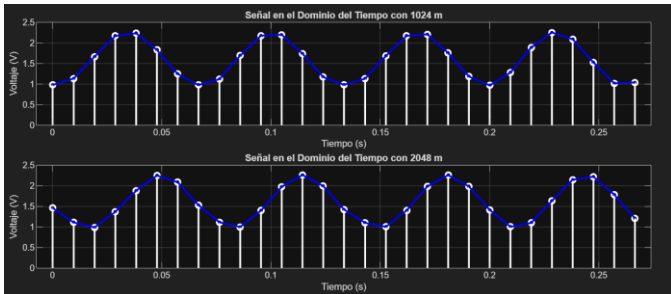 Señal en el Dominio del Tiempo con 1024 m
Voltaje (V)
2.5
2
1.5
1
0.5
0
0 0.05 0.1 0.15 0.2 0.25
Tiempo (s)
Señal en el Dominio del Tiempo con 2048 m
Voltaje (V)
2.5
2
1.5
1
0.5
0
0 0.05 0.1 0.15 0.2 0.25
Tiempo (s)